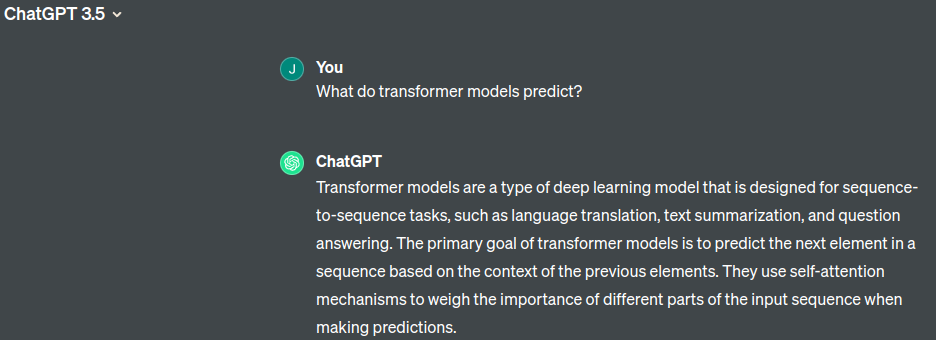 ChatGPT 3.5
J
You
What do transformer models predict?
ChatGPT
Transformer models are a type of deep learning model that is designed for sequence-
to-sequence tasks, such as language translation, text summarization, and question
answering. The primary goal of transformer models is to predict the next element in a
sequence based on the context of the previous elements. They use self-attention
mechanisms to weigh the importance of different parts of the input sequence when
making predictions.